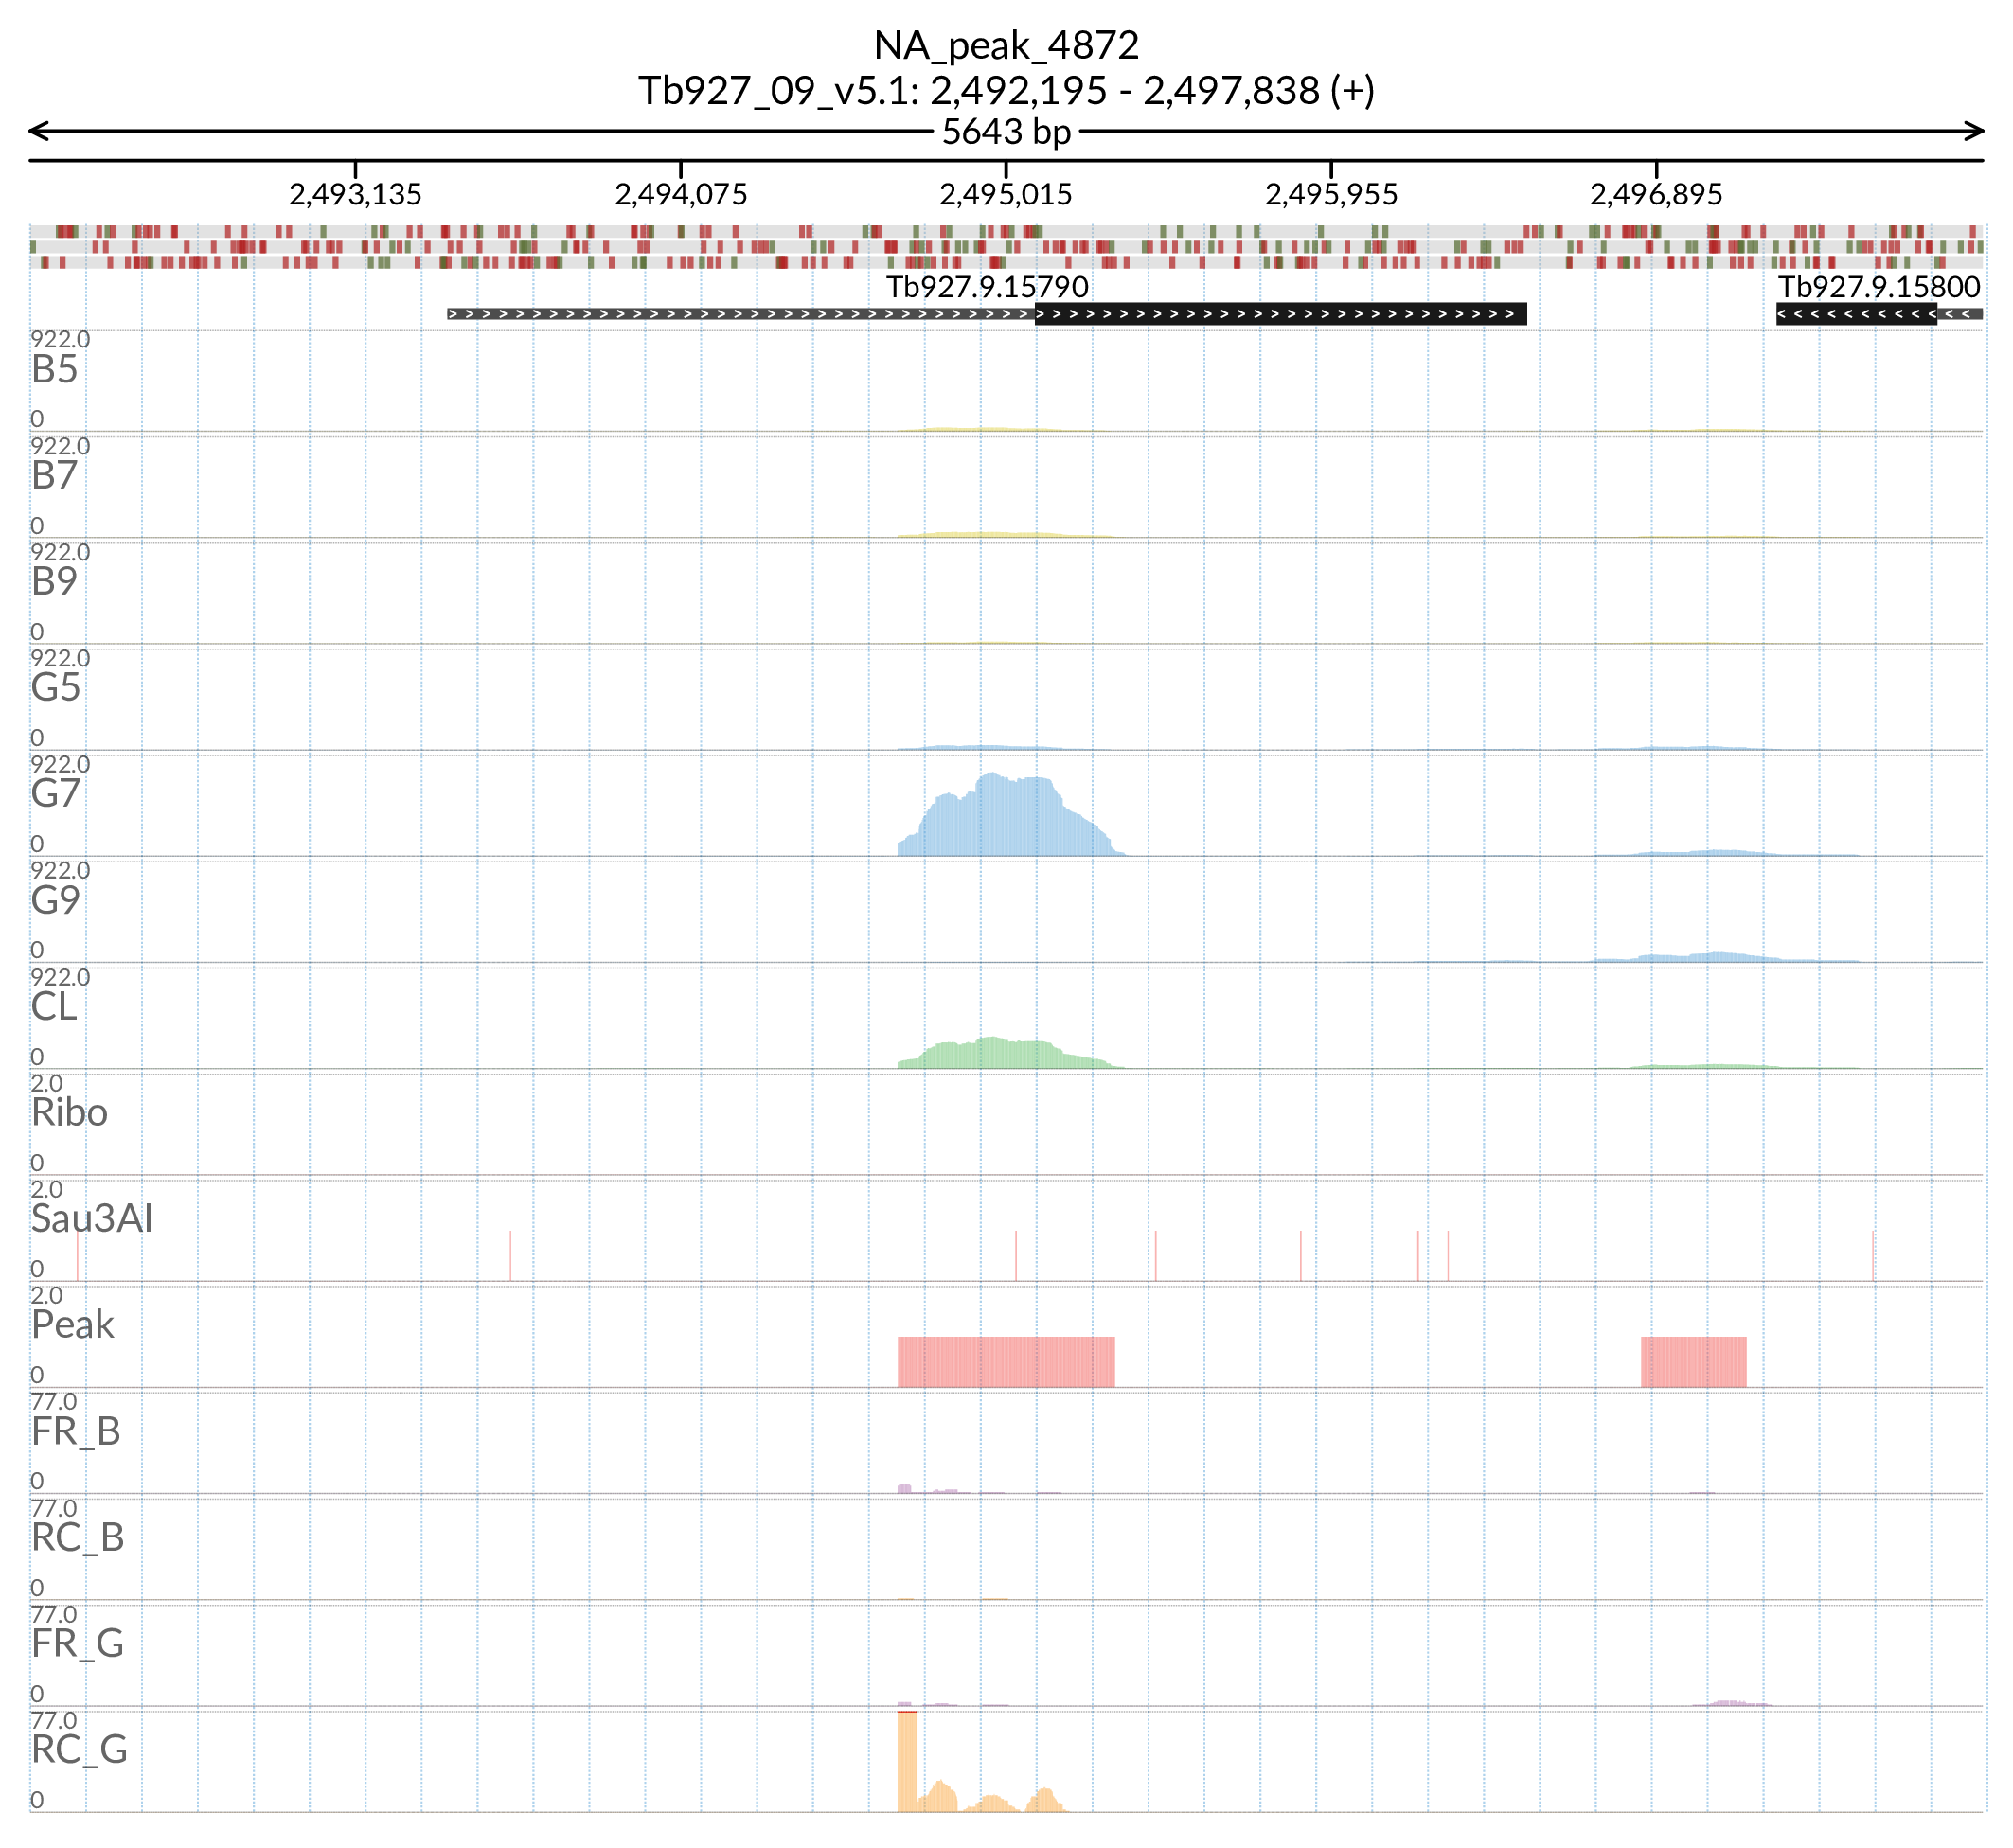 NA_peak_4872
Tb927_09_v5.1: 2,492,195 - 2,497,838 (+)
5643 bp
2,493,135 2,494,075 2,495,015 2,495,955 2,496,895
Tb927.9.15790 Tb927.9.15800
922.0
B5
0
922.0
B7
0
922.0
B9
0
922.0
G5
0
922.0
G7
0
922.0
G9
0
922.0
CL
0
2.0
Ribo
0
2.0
Sau3AI
0
2.0
Peak
0
77.0
FR_B
0
77.0
RC_B
0
77.0
FR_G
0
77.0
RC_G
0